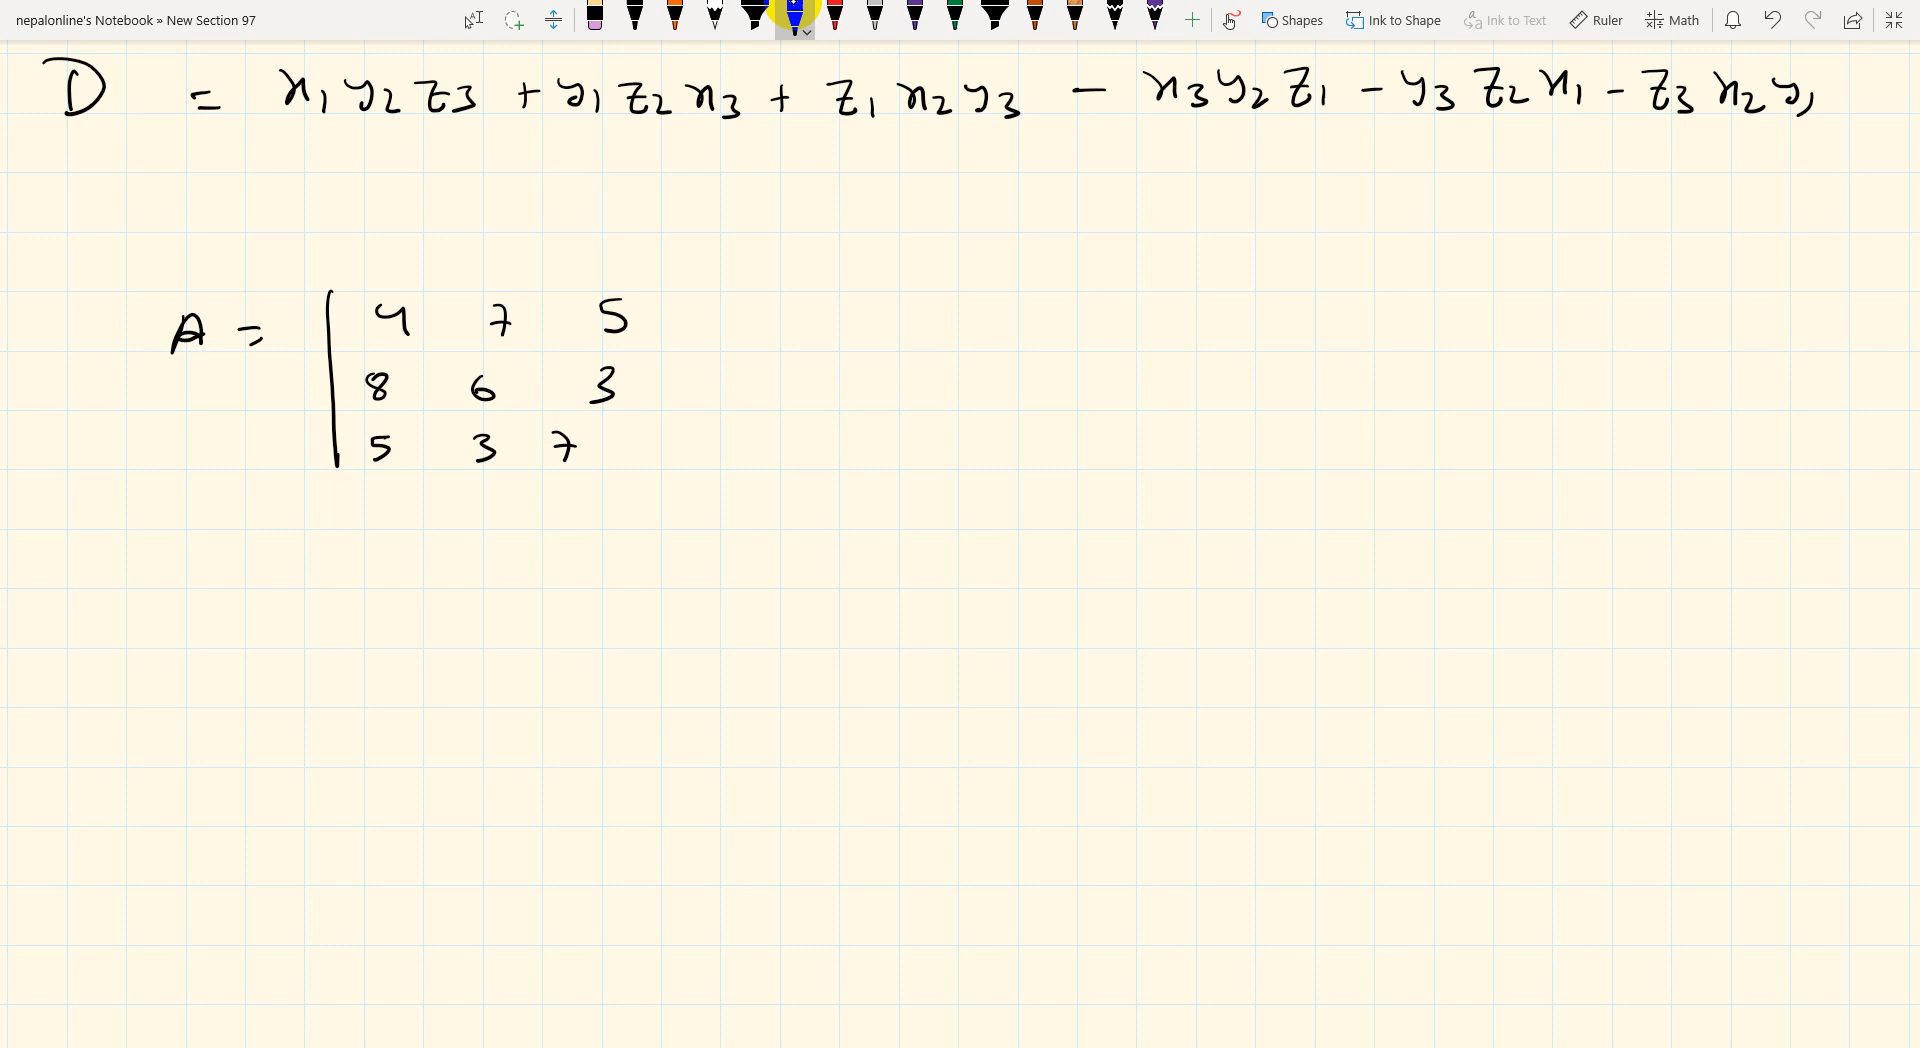 nepalonline's Notebook » New Section 97 Shapes Ink to Shape Ink to Text Ruler Math
D = x₁ y₂ z₃ + y₁ z₂ x₃ + z₁ x₂ y₃ - x₃ y₂ z₁ - y₃ z₂ x₁ - z₃ x₂ y₁
A = | 4 7 5
8 6 3
5 3 7